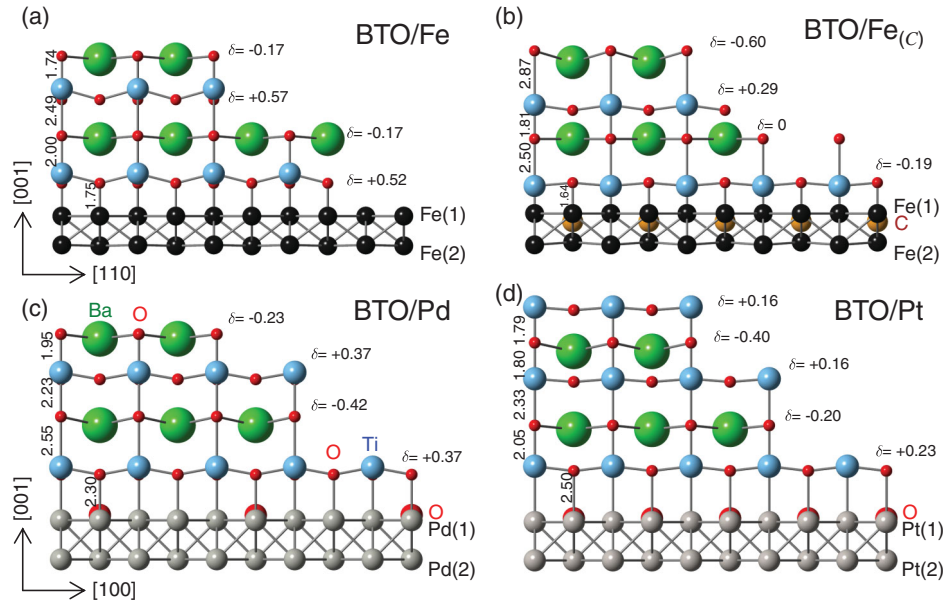 (a)
BTO/Fe
δ= -0.17
1.74
δ= +0.57
2.49
δ= -0.17
2.00
δ= +0.52
1.75
Fe(1)
Fe(2)
[001]
[110]
(b)
BTO/Fe(C)
δ= -0.60
2.87
δ= +0.29
1.81
δ= 0
2.50
δ= -0.19
1.64
Fe(1)
C
Fe(2)
(c)
BTO/Pd
Ba
O
δ= -0.23
1.95
δ= +0.37
2.23
δ= -0.42
2.55
O
Ti
δ= +0.37
2.30
O
Pd(1)
Pd(2)
[001]
[100]
(d)
BTO/Pt
δ= +0.16
1.79
δ= -0.40
1.80
δ= +0.16
2.33
δ= -0.20
2.05
δ= +0.23
2.50
O
Pt(1)
Pt(2)